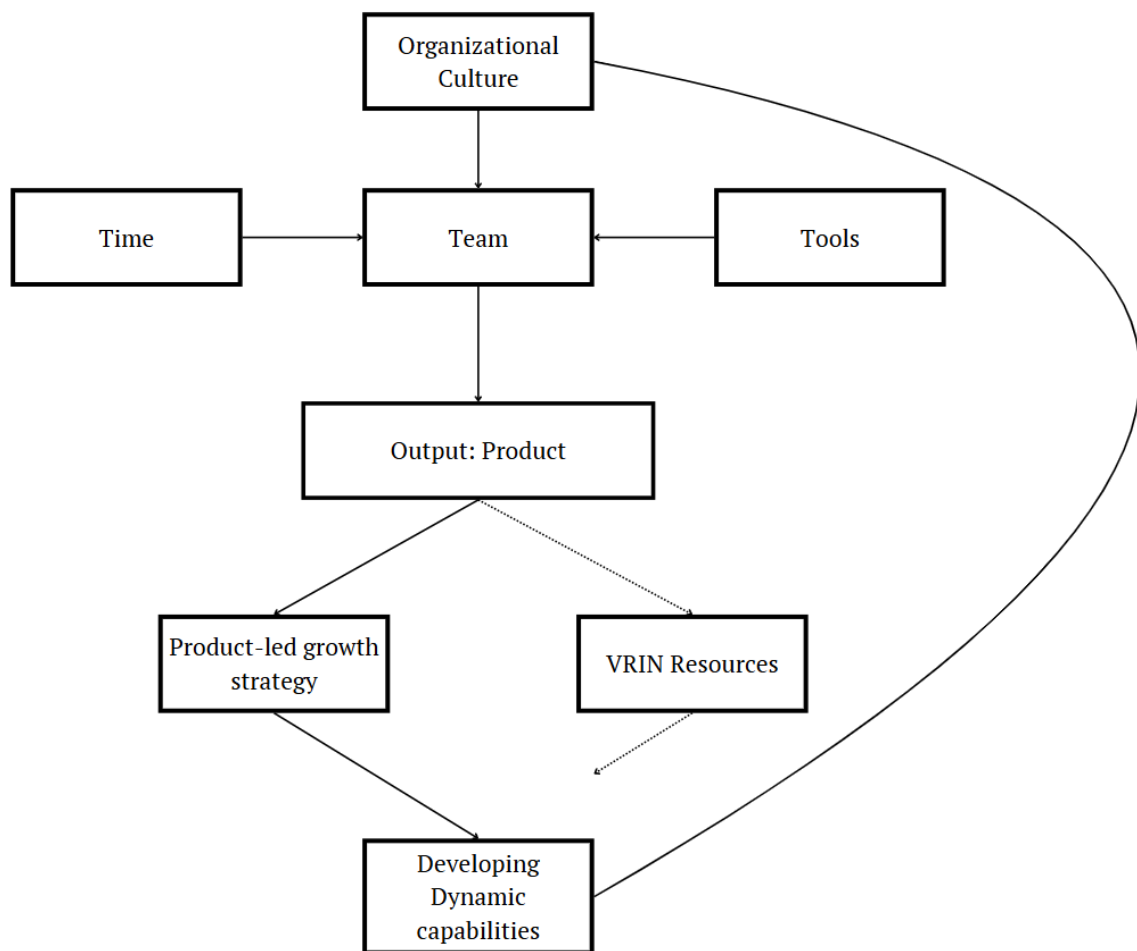 Organizational
Culture
Time
Team
Tools
Output: Product
Product-led growth
strategy
VRIN Resources
Developing
Dynamic
capabilities